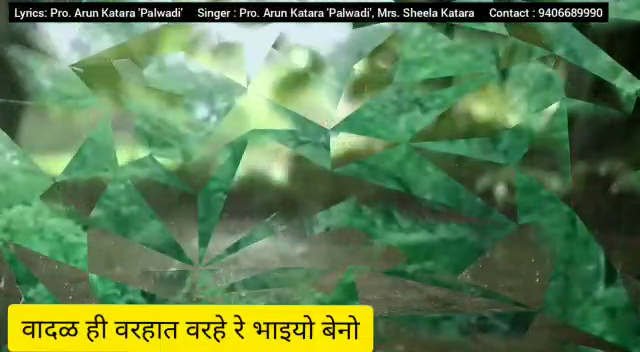 Lyrics: Pro. Arun Katara 'Palwadi' Singer : Pro. Arun Katara 'Palwadi', Mrs. Sheela Katara Contact : 9406689990
वादळ ही वरहात वरहे रे भाइयो बेनो